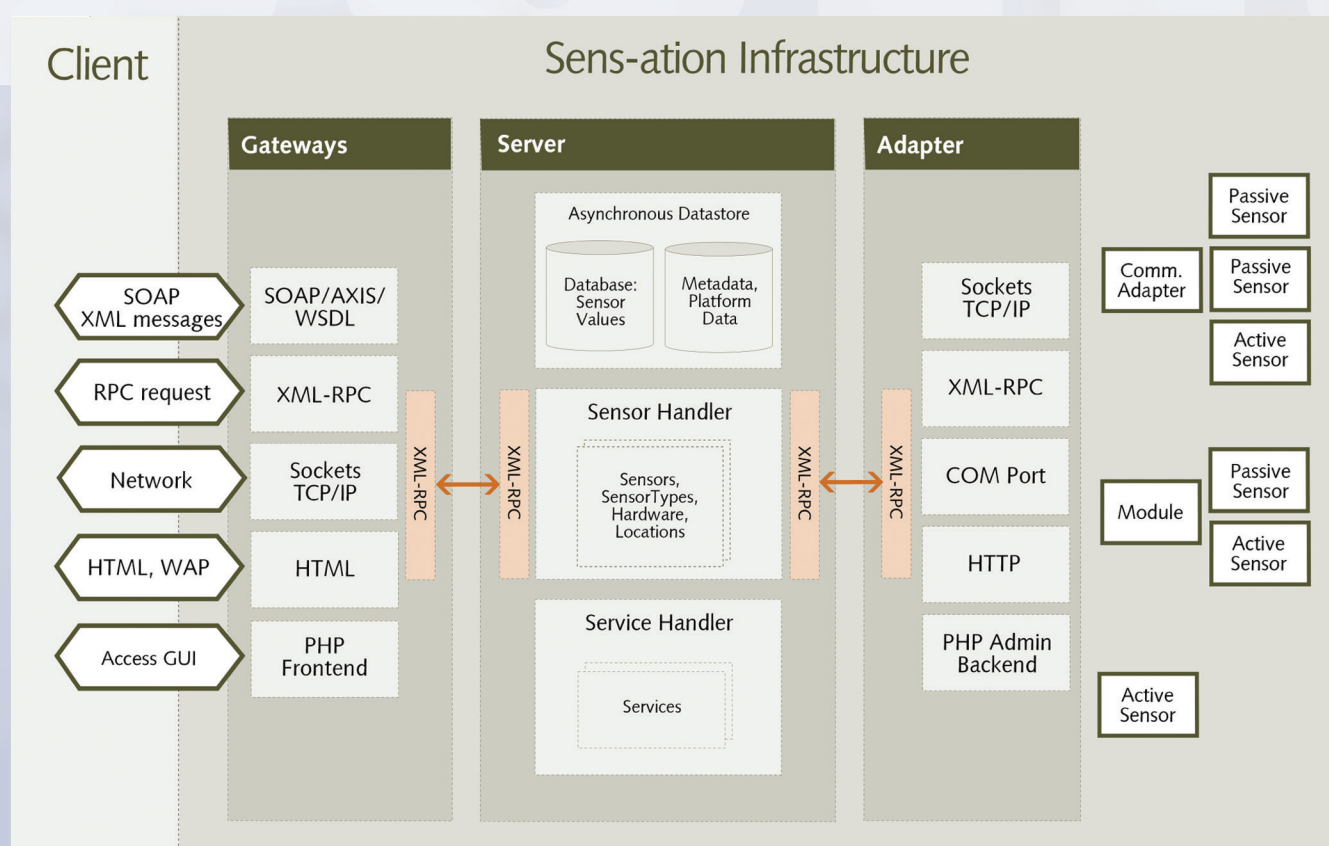 Client
Sens-ation Infrastructure
Gateways
Server
Adapter
SOAP
XML messages
RPC request
Network
HTML, WAP
Access GUI
SOAP/AXIS/
WSDL
XML-RPC
Sockets
TCP/IP
HTML
PHP
Frontend
XML-RPC
XML-RPC
Asynchronous Datastore
Database:
Sensor
Values
Metadata,
Platform
Data
Sensor Handler
Sensors,
SensorTypes,
Hardware,
Locations
Service Handler
Services
XML-RPC
XML-RPC
Sockets
TCP/IP
XML-RPC
COM Port
HTTP
PHP Admin
Backend
Comm.
Adapter
Passive
Sensor
Passive
Sensor
Active
Sensor
Module
Passive
Sensor
Active
Sensor
Active
Sensor